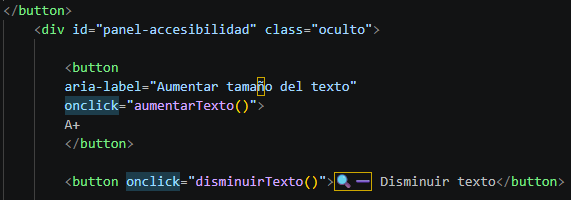 </button>
<div id="panel-accesibilidad" class="oculto">
<button
aria-label="Aumentar tamaño del texto"
onclick="aumentarTexto()">
A+
</button>
<button onclick="disminuirTexto()">🔍➖ Disminuir texto</button>